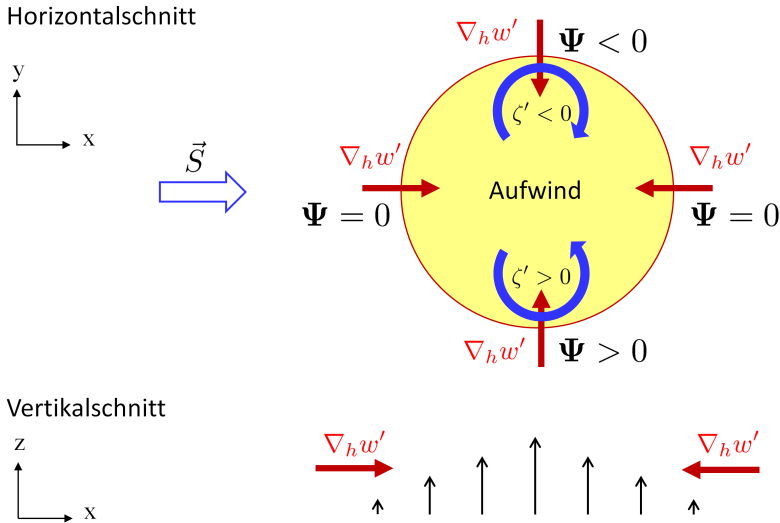 Horizontalschnitt
∇ₕw′ Ψ < 0
y
x
ζ′ < 0
S⃗
∇ₕw′ ∇ₕw′
Aufwind
Ψ = 0 Ψ = 0
ζ′ > 0
∇ₕw′ Ψ > 0
Vertikalschnitt
z
∇ₕw′ ∇ₕw′
x